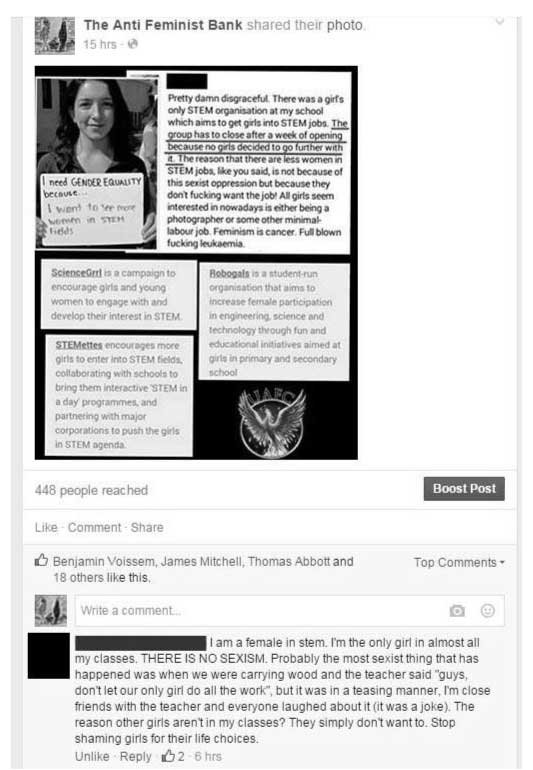 The Anti Feminist Bank shared their photo.
15 hrs ·
Pretty damn disgraceful. There was a girl's
only STEM organisation at my school
which aims to get girls into STEM jobs. The
group has to close after a week of opening
because no girls decided to go further with
it. The reason that there are less women in
STEM jobs, like you said, is not because of
this sexist oppression but because they
don't fucking want the job! All girls seem
interested in nowadays is either being a
photographer or some other minimal-
labour job. Feminism is cancer. Full blown
fucking leukaemia.
I need GENDER EQUALITY
because...
I want to see more
women in STEM
fields
ScienceGrrl is a campaign to
encourage girls and young
women to engage with and
develop their interest in STEM.
Robogals is a student-run
organisation that aims to
increase female participation
in engineering, science and
technology through fun and
educational initiatives aimed at
girls in primary and secondary
school
STEMettes encourages more
girls to enter into STEM fields,
collaborating with schools to
bring them interactive 'STEM in
a day' programmes, and
partnering with major
corporations to push the girls
in STEM agenda.
UAFC
448 people reached
Boost Post
Like · Comment · Share
Benjamin Voissem, James Mitchell, Thomas Abbott and
18 others like this.
Top Comments
Write a comment...
I am a female in stem. I'm the only girl in almost all
my classes. THERE IS NO SEXISM. Probably the most sexist thing that has
happened was when we were carrying wood and the teacher said "guys,
don't let our only girl do all the work", but it was in a teasing manner, I'm close
friends with the teacher and everyone laughed about it (it was a joke). The
reason other girls aren't in my classes? They simply don't want to. Stop
shaming girls for their life choices.
Unlike · Reply · 2 · 6 hrs